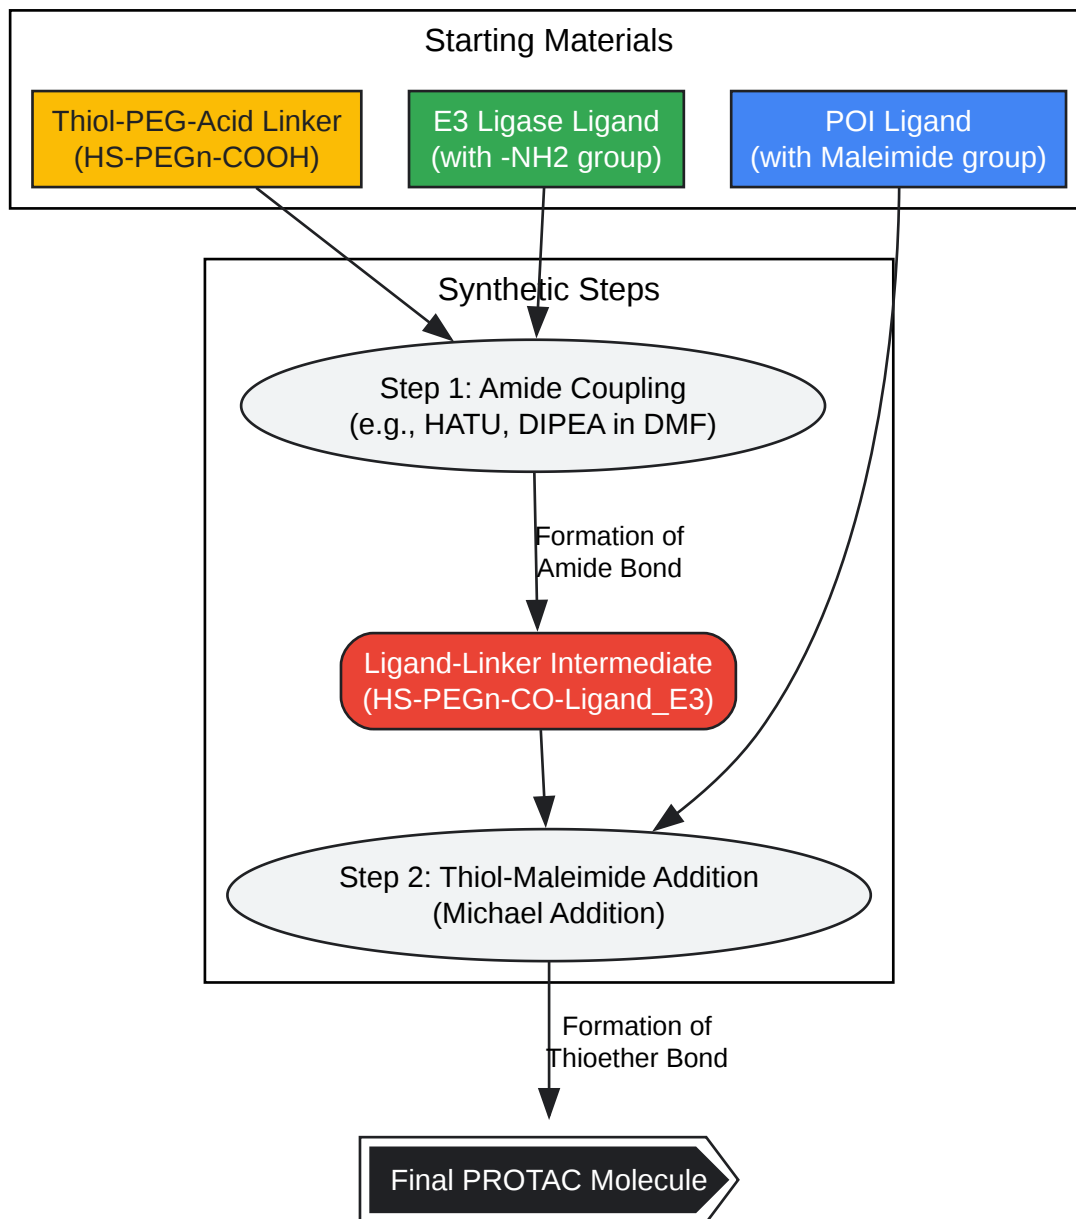 Starting Materials
Thiol-PEG-Acid Linker
(HS-PEGn-COOH)
E3 Ligase Ligand
(with -NH2 group)
POI Ligand
(with Maleimide group)
Synthetic Steps
Step 1: Amide Coupling
(e.g., HATU, DIPEA in DMF)
Formation of
Amide Bond
Ligand-Linker Intermediate
(HS-PEGn-CO-Ligand_E3)
Step 2: Thiol-Maleimide Addition
(Michael Addition)
Formation of
Thioether Bond
Final PROTAC Molecule